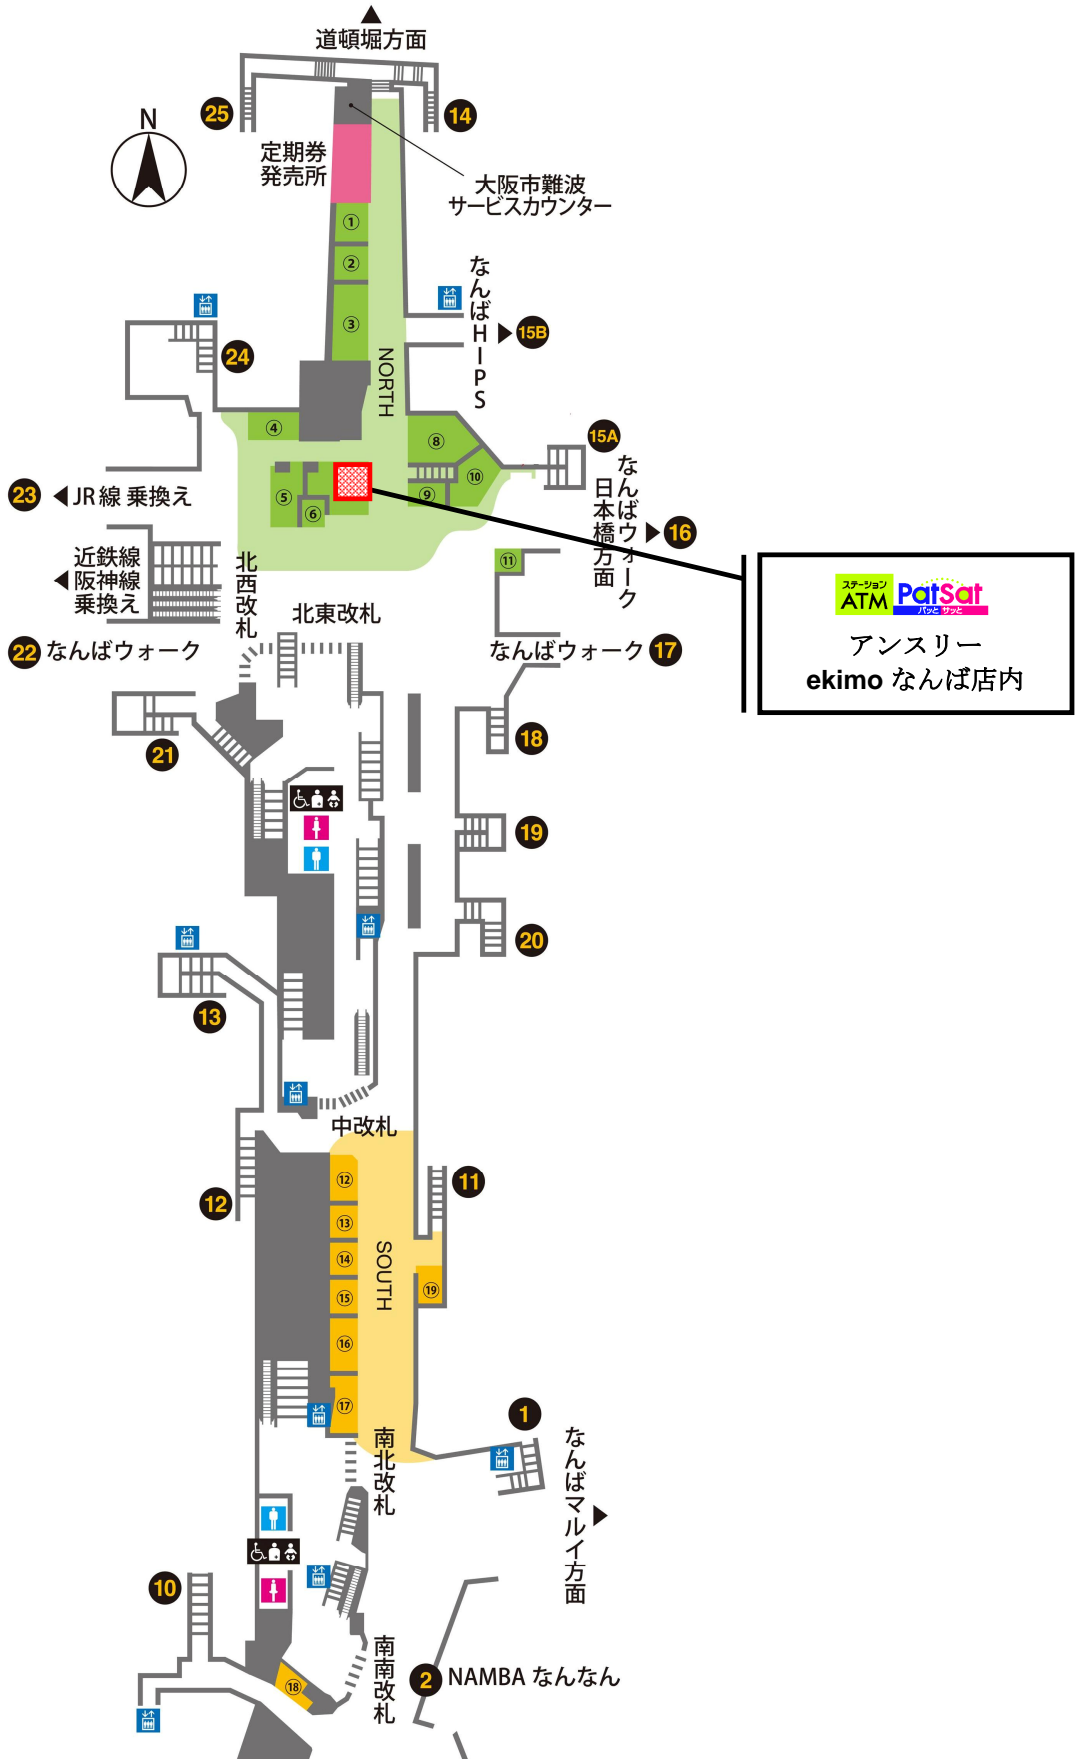 道頓堀方面
25
14
N
定期券
発売所
大阪市難波
サービスカウンター
①
②
なんばHIPS
15B
③
24
NORTH
④
⑧
15A
⑩
なんばウォーク
日本橋方面
16
23
JR線 乗換え
⑤
⑨
⑥
近鉄線
阪神線
乗換え
北西改札
⑪
ステーション
ATM
PatSat
パッと サッと
アンスリー
ekimo なんば店内
北東改札
22 なんばウォーク
なんばウォーク 17
21
18
19
20
13
中改札
12
⑫
11
⑬
SOUTH
⑭
⑮
⑲
⑯
⑰
1
南北改札
なんばマルイ方面
10
南南改札
⑱
2 NAMBA なんなん